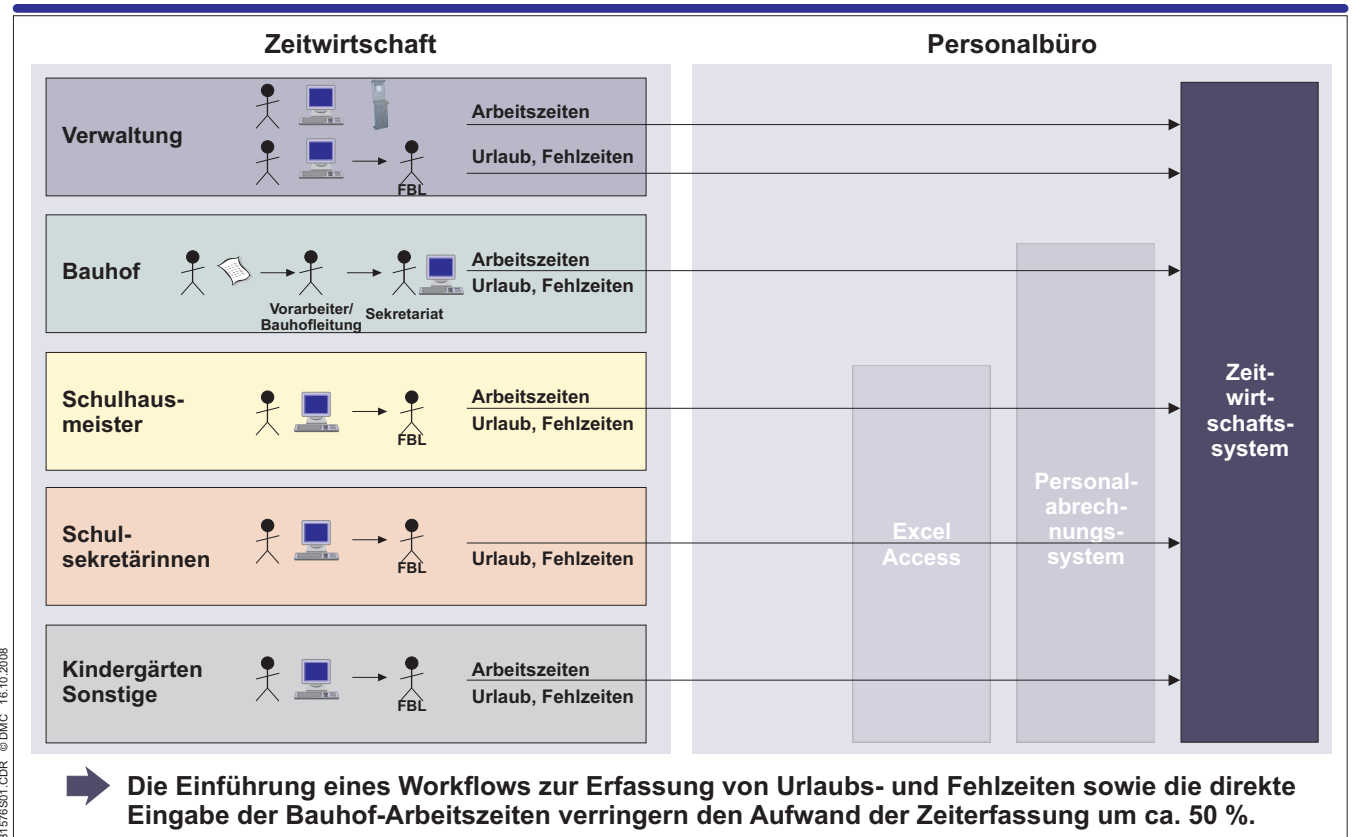 Zeitwirtschaft
Personalbüro
Verwaltung
Arbeitszeiten
Urlaub, Fehlzeiten
FBL
Bauhof
Arbeitszeiten
Urlaub, Fehlzeiten
Vorarbeiter/
Bauhofleitung
Sekretariat
Schulhaus-
meister
Arbeitszeiten
Urlaub, Fehlzeiten
FBL
Schul-
sekretärinnen
Urlaub, Fehlzeiten
FBL
Kindergärten
Sonstige
Arbeitszeiten
Urlaub, Fehlzeiten
FBL
Excel
Access
Personal-
abrech-
nungs-
system
Zeit-
wirt-
schafts-
system
Die Einführung eines Workflows zur Erfassung von Urlaubs- und Fehlzeiten sowie die direkte
Eingabe der Bauhof-Arbeitszeiten verringern den Aufwand der Zeiterfassung um ca. 50 %.
©DMC 16.10.2008